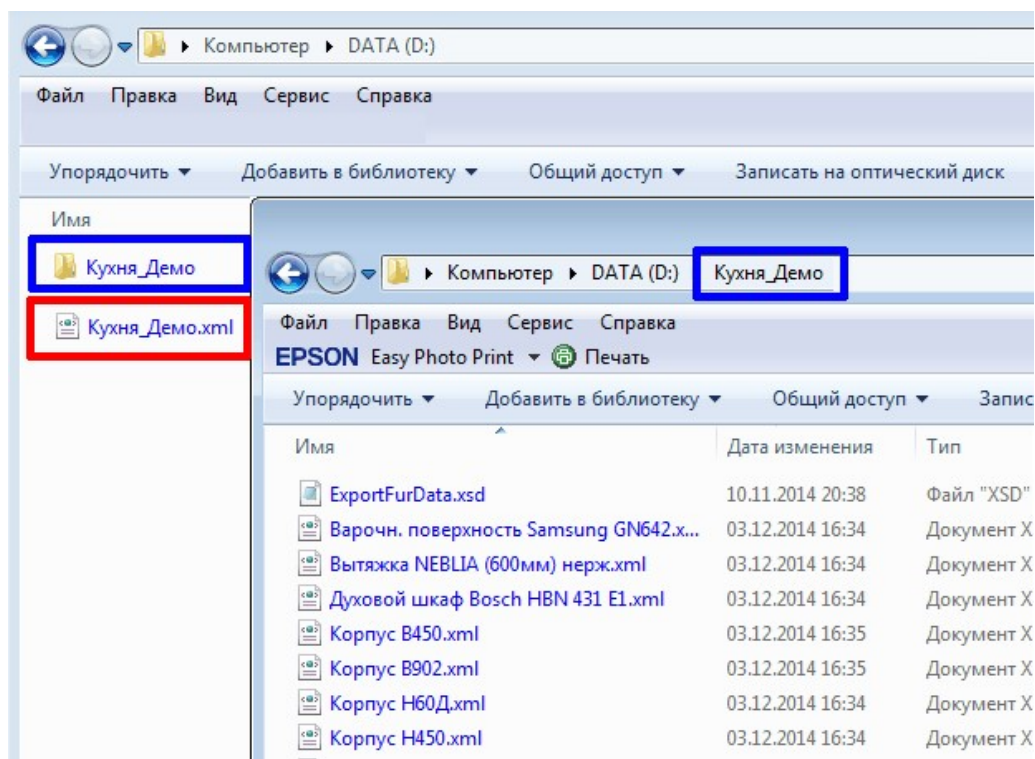 Компьютер ▸ DATA (D:)
Файл Правка Вид Сервис Справка
Упорядочить Добавить в библиотеку Общий доступ Записать на оптический диск
Имя
Кухня_Демо
Кухня_Демо.xml
Компьютер ▸ DATA (D:) Кухня_Демо
Файл Правка Вид Сервис Справка
EPSON Easy Photo Print Печать
Упорядочить Добавить в библиотеку Общий доступ Запис
Имя Дата изменения Тип
ExportFurData.xsd 10.11.2014 20:38 Файл "XSD"
Варочн. поверхность Samsung GN642.x... 03.12.2014 16:34 Документ X
Вытяжка NEBLIA (600мм) нерж.xml 03.12.2014 16:34 Документ X
Духовой шкаф Bosch HBN 431 E1.xml 03.12.2014 16:34 Документ X
Корпус В450.xml 03.12.2014 16:35 Документ X
Корпус В902.xml 03.12.2014 16:35 Документ X
Корпус Н60Д.xml 03.12.2014 16:34 Документ X
Корпус Н450.xml 03.12.2014 16:34 Документ X